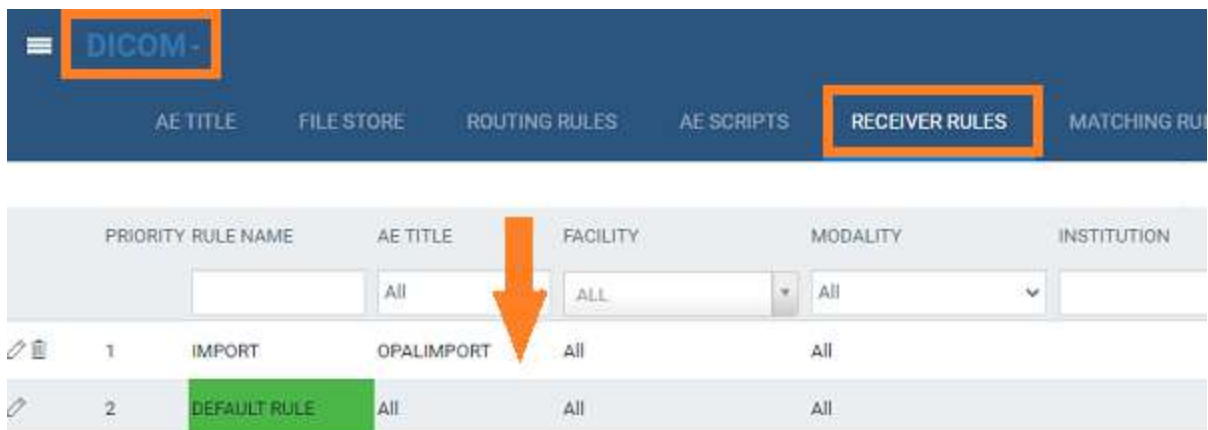 DICOM -
AE TITLE FILE STORE ROUTING RULES AE SCRIPTS RECEIVER RULES MATCHING
PRIORITY RULE NAME AE TITLE FACILITY MODALITY INSTITUTION
All ALL All
1 IMPORT OPALIMPORT All All
2 DEFAULT RULE All All All